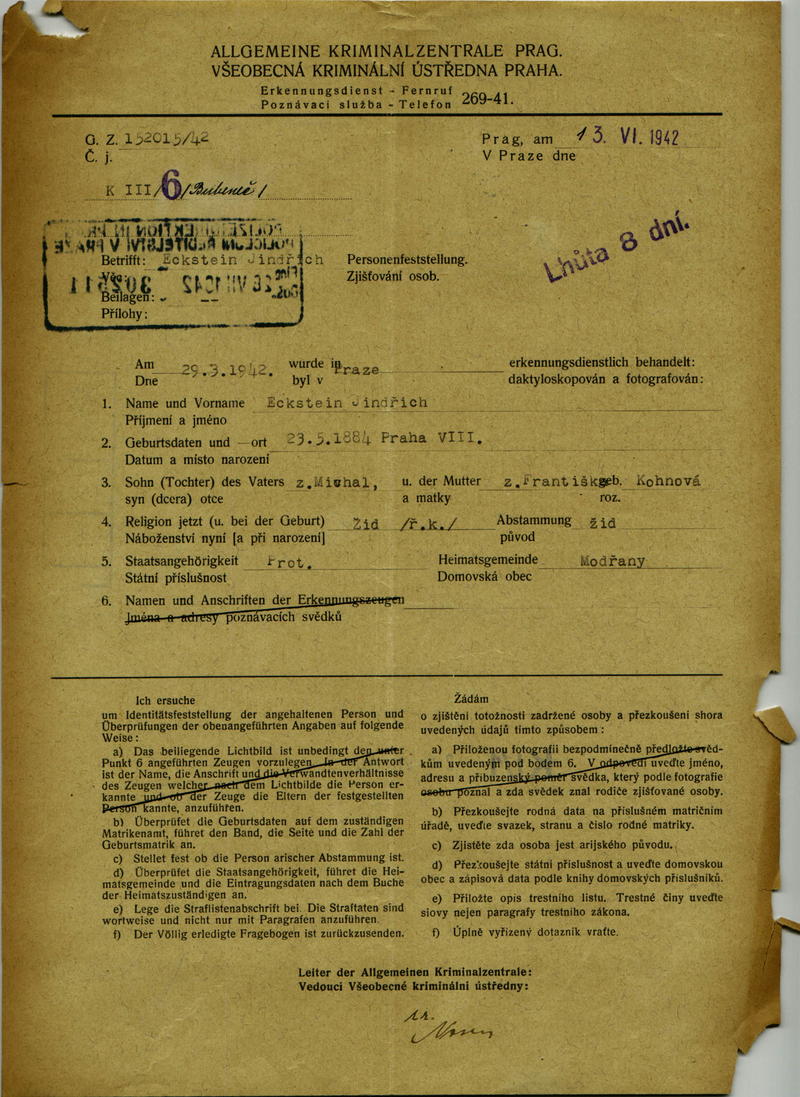 ALLGEMEINE KRIMINALZENTRALE PRAG.
VŠEOBECNÁ KRIMINÁLNÍ ÚSTŘEDNA PRAHA.
Erkennungsdienst – Fernruf 269-41.
Poznávací služba – Telefon
G. Z. 152015/42
Č. j.
Prag, am 13. VI. 1942
V Praze dne
K III/6/Bubeneč/
Betrifft: Eckstein Jindřich
Personenfeststellung.
Zjišťování osob.
Lhůta 8 dní.
Beilagen:
Přílohy:
Am 29.3.1942. wurde in Praze erkennungsdienstlich behandelt:
Dne byl v daktyloskopován a fotografován:
1. Name und Vorname Eckstein Jindřich
Příjmení a jméno
2. Geburtsdaten und —ort 23.5.1884 Praha VIII.
Datum a místo narození
3. Sohn (Tochter) des Vaters z.Michal, u. der Mutter z.Františk geb. Kohnová
syn (dcera) otce a matky roz.
4. Religion jetzt (u. bei der Geburt) Žid /ř.k./ Abstammung žid
Náboženství nyní [a při narození] původ
5. Staatsangehörigkeit Prot. Heimatsgemeinde Modřany
Státní příslušnost Domovská obec
6. Namen und Anschriften der Erkennungszeugen
Jména a adresy poznávacích svědků
Ich ersuche
um Identitätsfeststellung der angehaltenen Person und
Überprüfungen der obenangeführten Angaben auf folgende
Weise:
a) Das beiliegende Lichtbild ist unbedingt den unter
Punkt 6 angeführten Zeugen vorzulegen. In der Antwort
ist der Name, die Anschrift und die Verwandtenverhältnisse
des Zeugen welcher nach dem Lichtbilde die Person er-
kannte und ob der Zeuge die Eltern der festgestellten
Person kannte, anzuführen.
b) Überprüfet die Geburtsdaten auf dem zuständigen
Matrikenamt, führet den Band, die Seite und die Zahl der
Geburtsmatrik an.
c) Stellet fest ob die Person arischer Abstammung ist.
d) Überprüfet die Staatsangehörigkeit, führet die Hei-
matsgemeinde und die Eintragungsdaten nach dem Buche
der Heimatszuständigen an.
e) Lege die Straflistenabschrift bei. Die Straftaten sind
wortweise und nicht nur mit Paragrafen anzuführen.
f) Der Völlig erledigte Fragebogen ist zurückzusenden.
Žádám
o zjištění totožnosti zadržené osoby a přezkoušení shora
uvedených údajů tímto způsobem:
a) Přiloženou fotografii bezpodmínečně předložte svěd-
kům uvedeným pod bodem 6. V odpovědi uveďte jméno,
adresu a příbuzenský poměr svědka, který podle fotografie
osobu poznal a zda svědek znal rodiče zjišťované osoby.
b) Přezkoušejte rodná data na příslušném matričním
úřadě, uveďte svazek, stranu a číslo rodné matriky.
c) Zjistěte zda osoba jest arijského původu.
d) Přezkoušejte státní příslušnost a uveďte domovskou
obec a zápisová data podle knihy domovských příslušníků.
e) Přiložte opis trestního listu. Trestné činy uveďte
slovy nejen paragrafy trestního zákona.
f) Úplně vyřízený dotazník vraťte.
Leiter der Allgemeinen Kriminalzentrale:
Vedoucí Všeobecné kriminální ústředny: